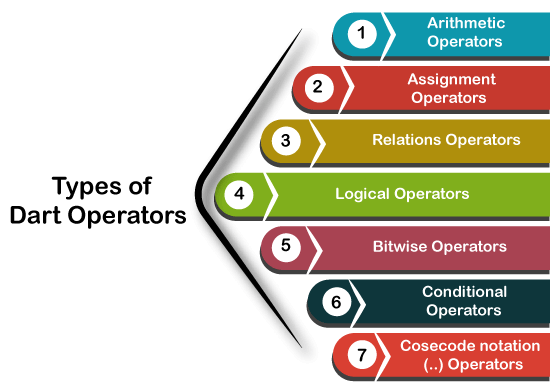 Types of
Dart Operators
1
Arithmetic
Operators
2
Assignment
Operators
3
Relations Operators
4
Logical Operators
5
Bitwise Operators
6
Conditional
Operators
7
Cosecode notation
(..) Operators